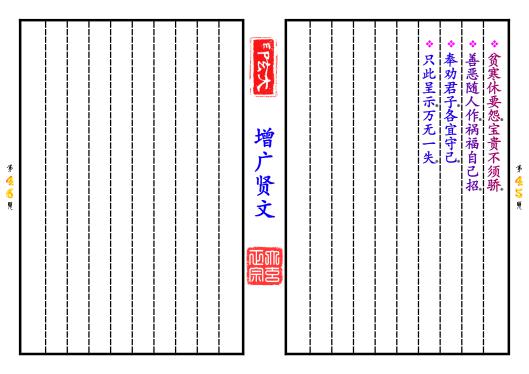 ❖贫寒休要怨。宝贵不须骄。
❖善恶随人作。祸福自己招。
❖奉劝君子。各宜守己。
❖只此呈示。万无一失。
增广贤文
第45页
第46页